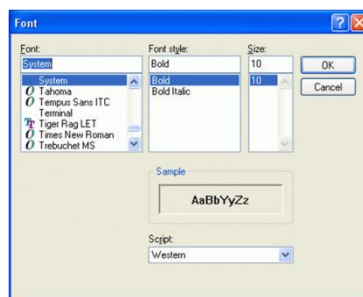 Font
Font:
Font style:
Size:
System
Bold
10
OK
System
Tahoma
Tempus Sans ITC
Terminal
Tiger Rag LET
Times New Roman
Trebuchet MS
Bold
Bold Italic
10
Cancel
Sample
AaBbYyZz
Script:
Western